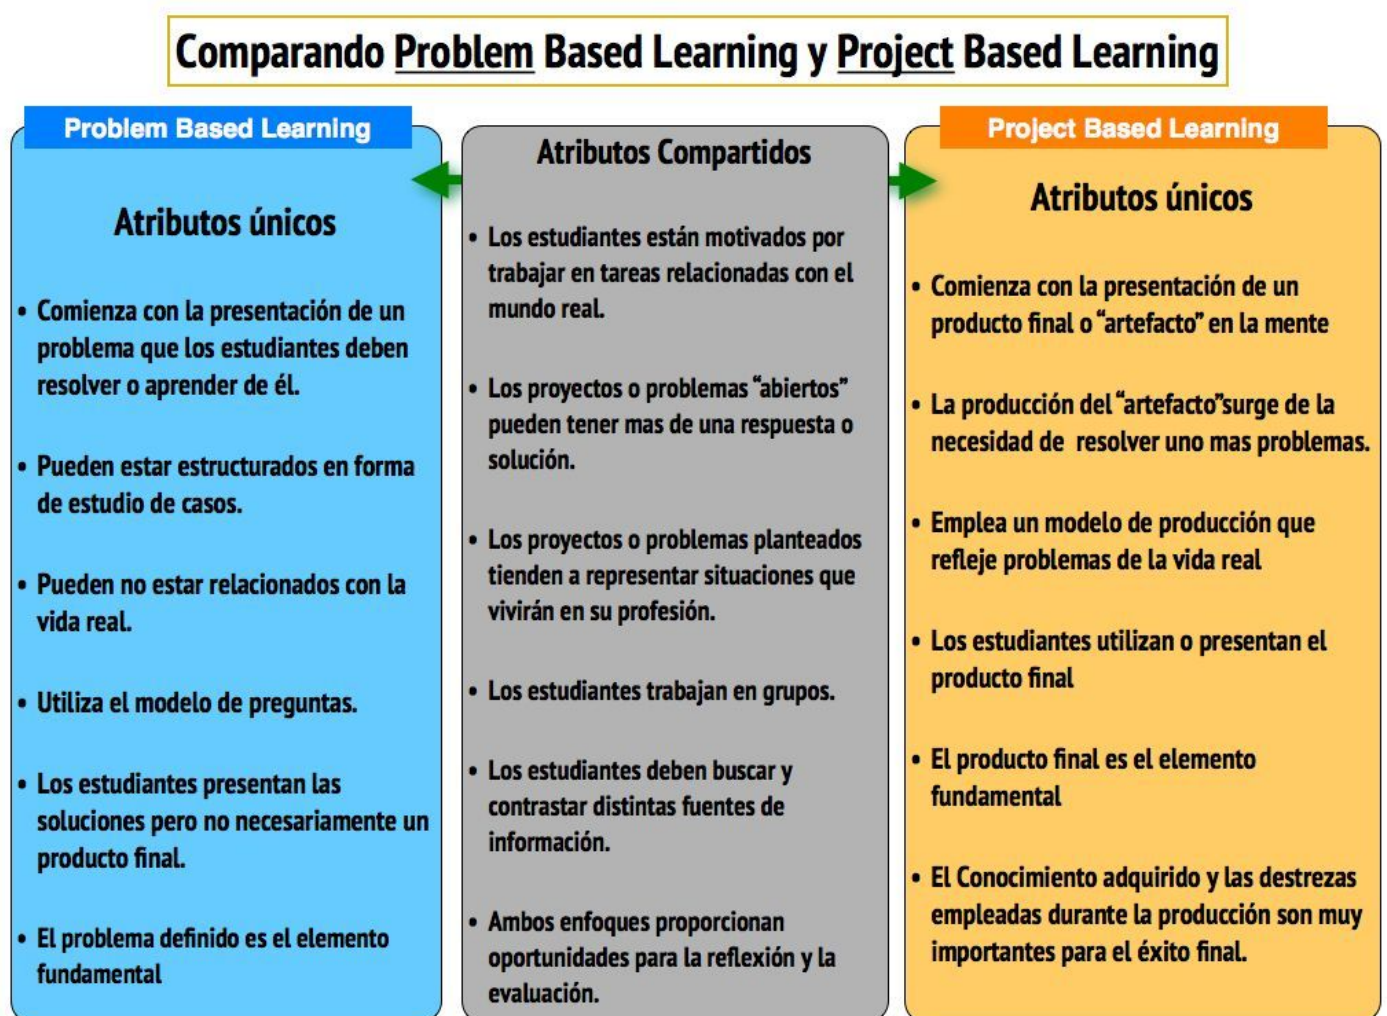 Comparando Problem Based Learning y Project Based Learning
Problem Based Learning
Atributos únicos
• Comienza con la presentación de un
problema que los estudiantes deben
resolver o aprender de él.
• Pueden estar estructurados en forma
de estudio de casos.
• Pueden no estar relacionados con la
vida real.
• Utiliza el modelo de preguntas.
• Los estudiantes presentan las
soluciones pero no necesariamente un
producto final.
• El problema definido es el elemento
fundamental
Atributos Compartidos
• Los estudiantes están motivados por
trabajar en tareas relacionadas con el
mundo real.
• Los proyectos o problemas “abiertos”
pueden tener mas de una respuesta o
solución.
• Los proyectos o problemas planteados
tienden a representar situaciones que
vivirán en su profesión.
• Los estudiantes trabajan en grupos.
• Los estudiantes deben buscar y
contrastar distintas fuentes de
información.
• Ambos enfoques proporcionan
oportunidades para la reflexión y la
evaluación.
Project Based Learning
Atributos únicos
• Comienza con la presentación de un
producto final o “artefacto” en la mente
• La producción del “artefacto”surge de la
necesidad de  resolver uno mas problemas.
• Emplea un modelo de producción que
refleje problemas de la vida real
• Los estudiantes utilizan o presentan el
producto final
• El producto final es el elemento
fundamental
• El Conocimiento adquirido y las destrezas
empleadas durante la producción son muy
importantes para el éxito final.